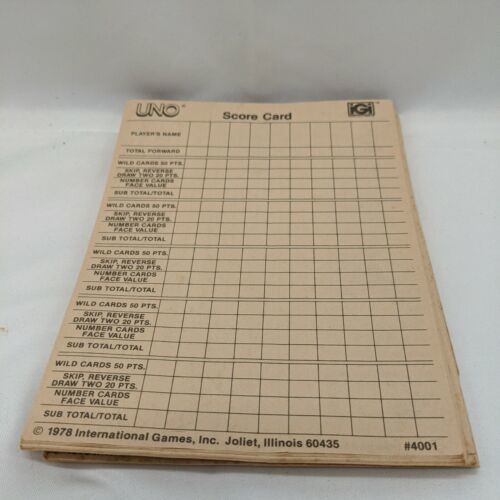 UNO®
Score Card
IGI™
PLAYER'S NAME
TOTAL FORWARD
WILD CARDS 50 PTS.
SKIP, REVERSE
DRAW TWO 20 PTS.
NUMBER CARDS
FACE VALUE
SUB TOTAL/TOTAL
WILD CARDS 50 PTS.
SKIP, REVERSE
DRAW TWO 20 PTS.
NUMBER CARDS
FACE VALUE
SUB TOTAL/TOTAL
WILD CARDS 50 PTS.
SKIP, REVERSE
DRAW TWO 20 PTS.
NUMBER CARDS
FACE VALUE
SUB TOTAL/TOTAL
WILD CARDS 50 PTS.
SKIP, REVERSE
DRAW TWO 20 PTS.
NUMBER CARDS
FACE VALUE
SUB TOTAL/TOTAL
WILD CARDS 50 PTS.
SKIP, REVERSE
DRAW TWO 20 PTS.
NUMBER CARDS
FACE VALUE
SUB TOTAL/TOTAL
© 1978 International Games, Inc. Joliet, Illinois 60435
#4001